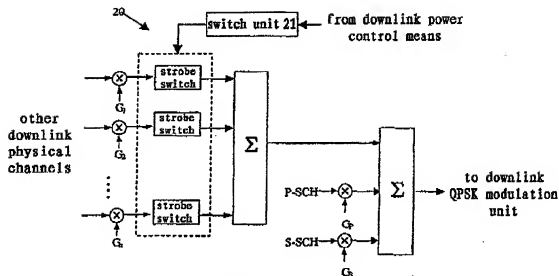 20
switch unit 21
from downlink power
control means
strobe
switch
G₁
other
downlink
physical
channels
strobe
switch
G₂
Σ
Σ
to downlink
QPSK modulation
unit
P-SCH
Gₚ
strobe
switch
Gₙ
S-SCH
Gₛ